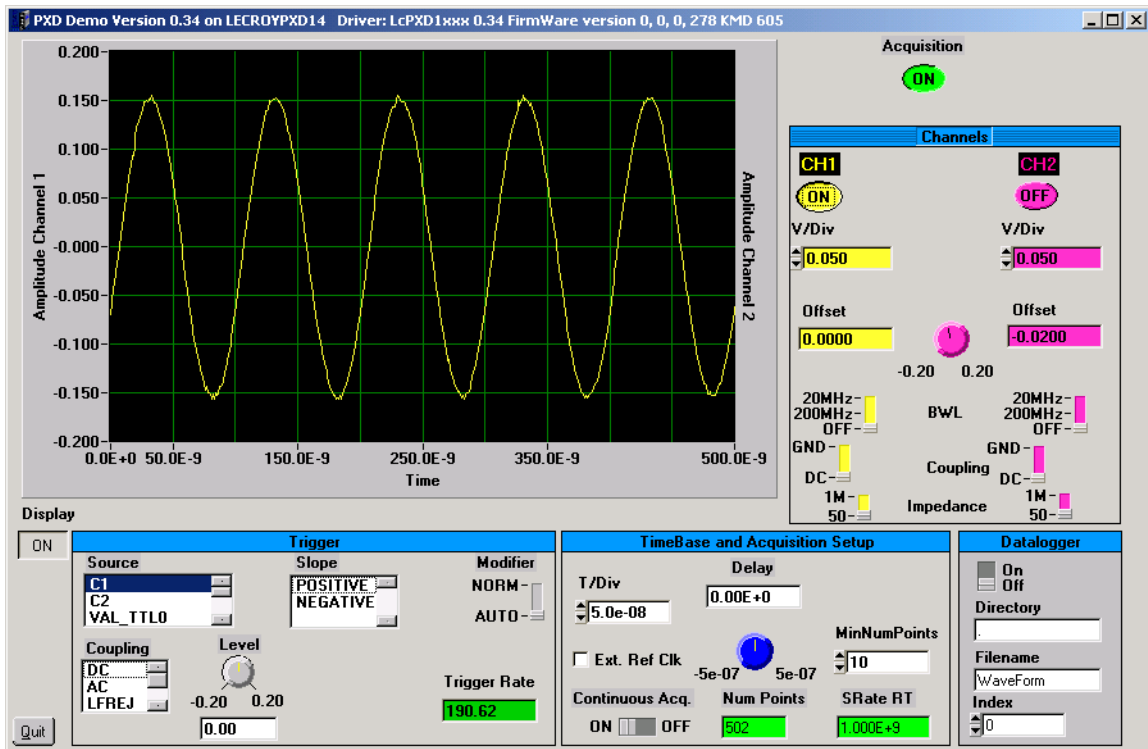 PXD Demo Version 0.34 on LECROYPXD14 Driver: LcPXD1xxx 0.34 FirmWare version 0, 0, 0, 278 KMD 605
0.200
0.150
0.100
0.050
-0.000
-0.050
-0.100
-0.150
-0.200
Amplitude Channel 1
Amplitude Channel 2
0.0E+0 50.0E-9 150.0E-9 250.0E-9 350.0E-9 500.0E-9
Time
Acquisition
ON
Channels
CH1 CH2
ON OFF
V/Div V/Div
0.050 0.050
Offset Offset
0.0000 -0.0200
-0.20 0.20
20MHz 20MHz
200MHz BWL 200MHz
OFF OFF
GND GND
Coupling
DC DC
1M 1M
Impedance
50 50
Display
ON
Trigger
Source Slope Modifier
C1 POSITIVE NORM
C2 NEGATIVE
VAL_TTL0 AUTO
Coupling Level
DC
AC
LFREJ
-0.20 0.20
0.00
Trigger Rate
190.62
Quit
TimeBase and Acquisition Setup
Delay
T/Div 0.00E+0
5.0e-08
MinNumPoints
Ext. Ref Clk 10
-5e-07 5e-07
Continuous Acq. Num Points SRate RT
ON OFF 502 1.000E+9
Datalogger
On
Off
Directory
.
Filename
WaveForm
Index
0